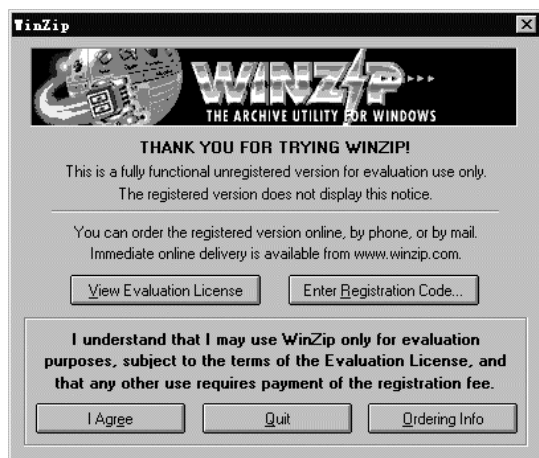 WinZip
WINZIP
THE ARCHIVE UTILITY FOR WINDOWS
THANK YOU FOR TRYING WINZIP!
This is a fully functional unregistered version for evaluation use only.
The registered version does not display this notice.
You can order the registered version online, by phone, or by mail.
Immediate online delivery is available from www.winzip.com.
View Evaluation License Enter Registration Code...
I understand that I may use WinZip only for evaluation
purposes, subject to the terms of the Evaluation License, and
that any other use requires payment of the registration fee.
I Agree Quit Ordering Info